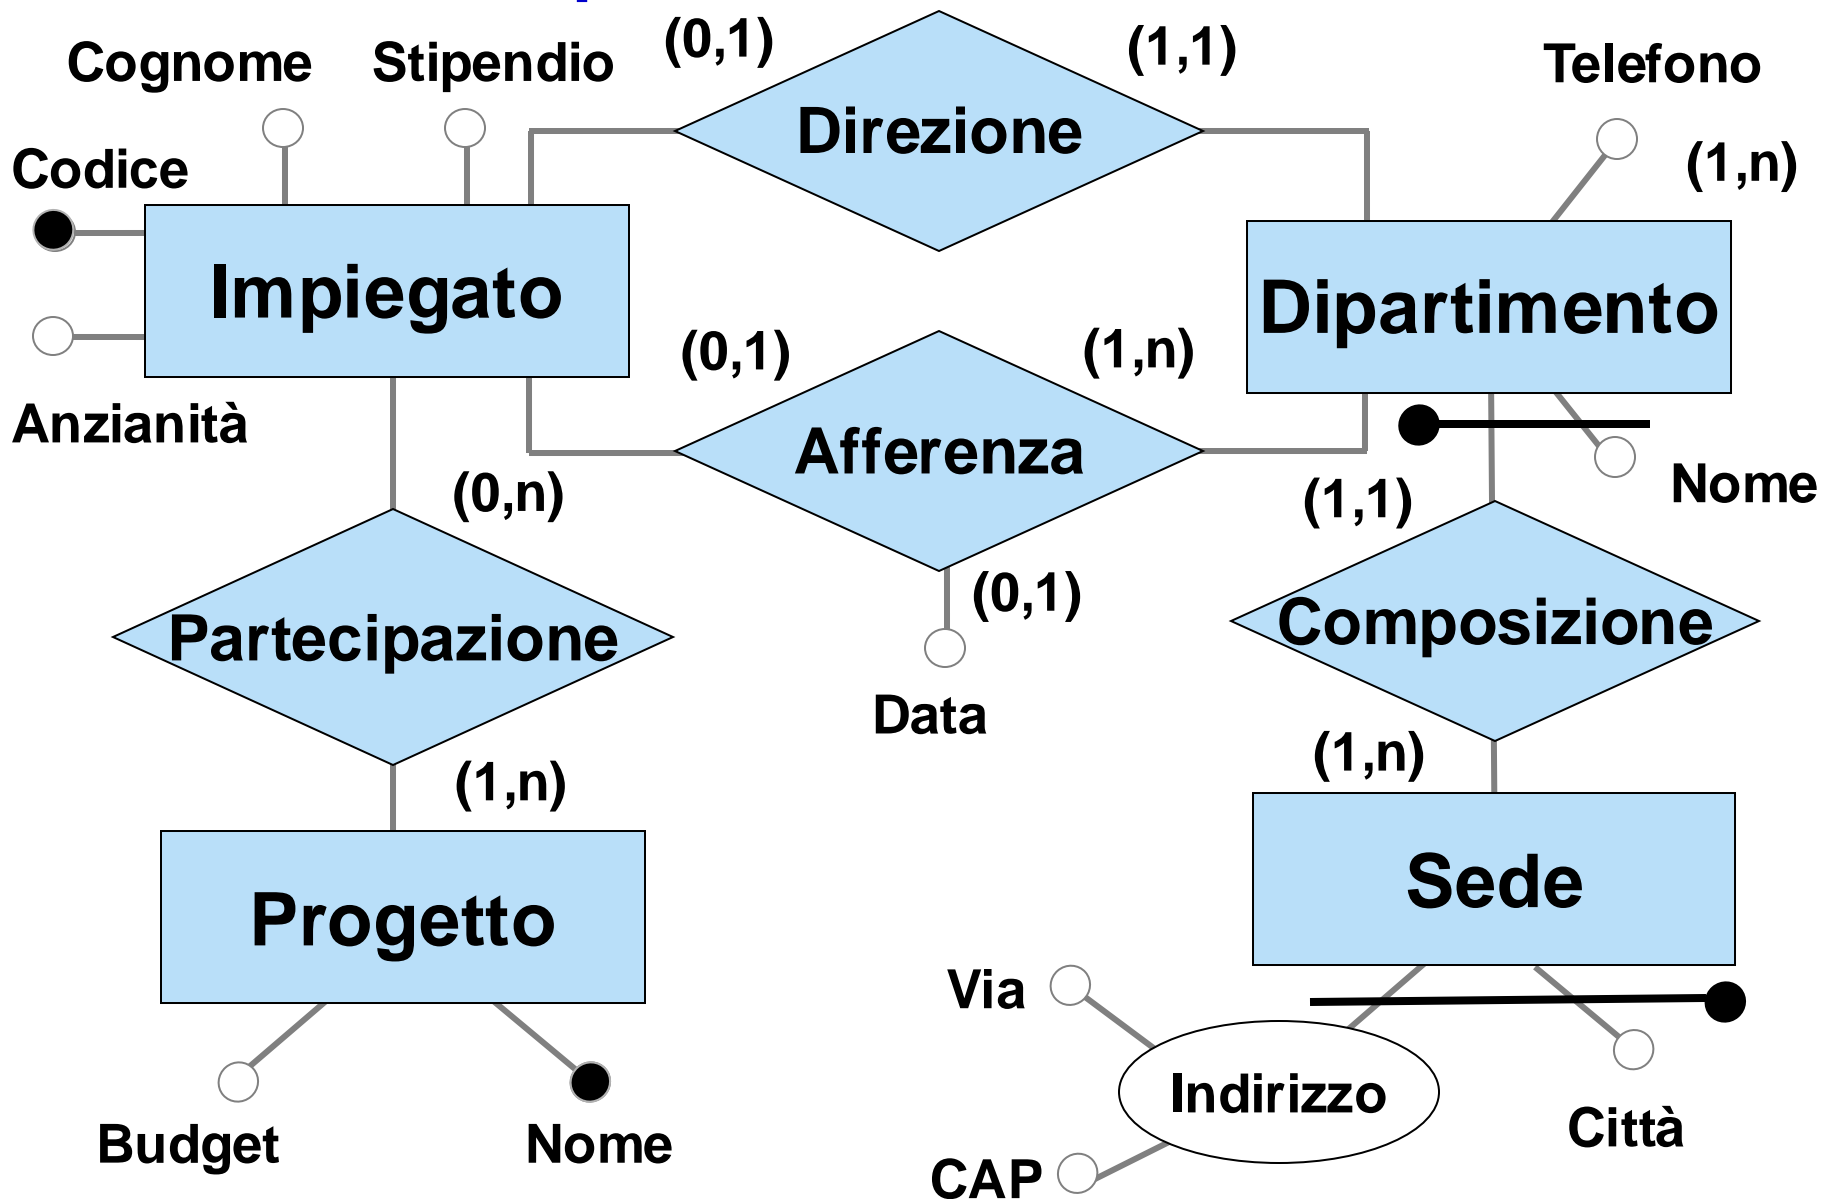 (0,1)
(1,1)
Cognome
Stipendio
Telefono
Direzione
Codice
(1,n)
Impiegato
Dipartimento
(0,1)
(1,n)
Anzianità
Afferenza
(0,n)
(1,1)
Nome
(0,1)
Partecipazione
Composizione
Data
(1,n)
(1,n)
Progetto
Sede
Via
Indirizzo
Città
Budget
Nome
CAP